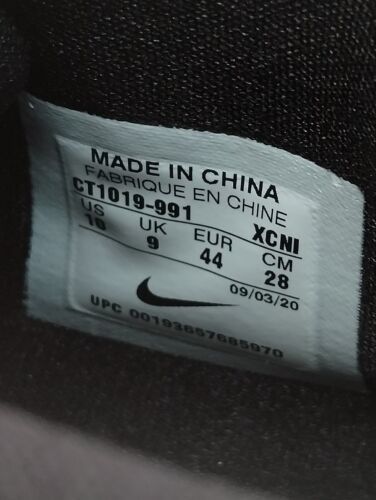 MADE IN CHINA
FABRIQUE EN CHINE
CT1019-991 XCNI
US UK EUR CM
10 9 44 28
09/03/20
UPC 00193657685970